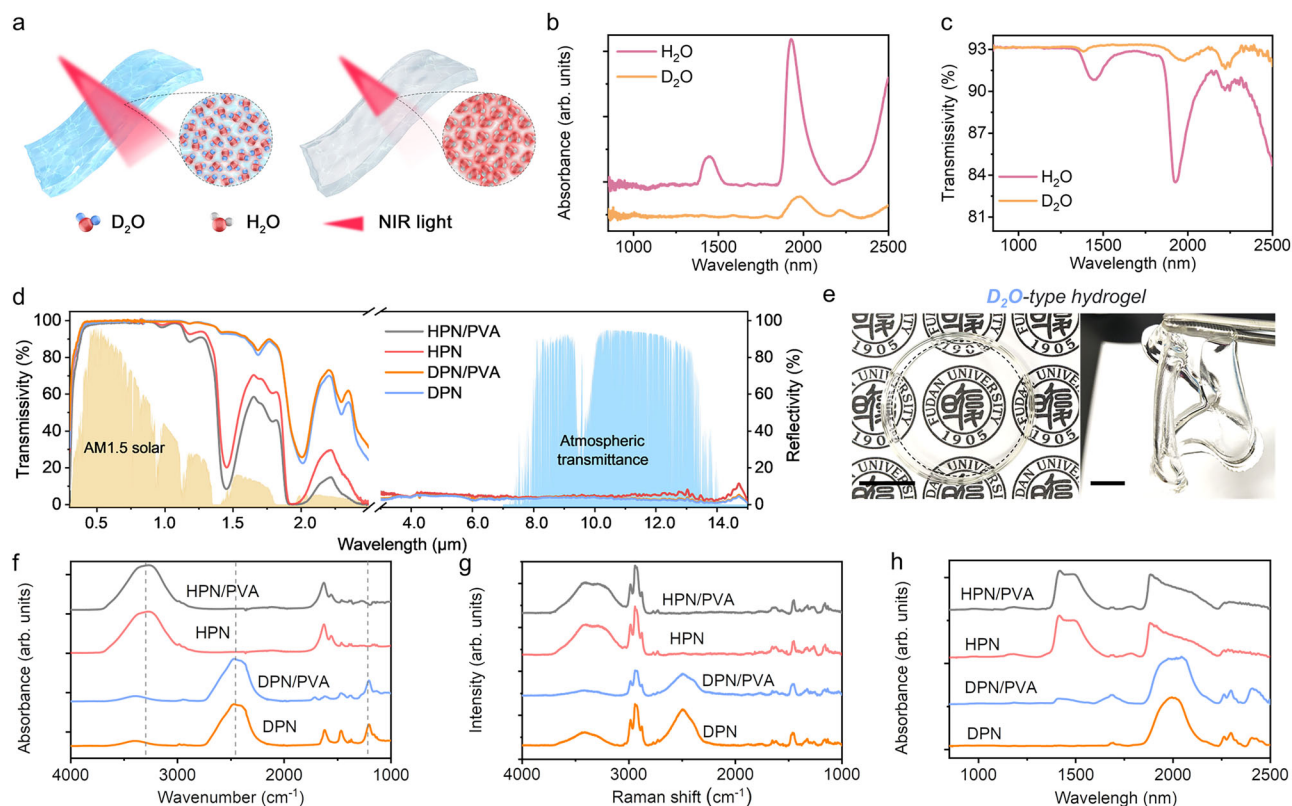 a
D₂O
H₂O
NIR light
b
Absorbance (arb. units)
H₂O
D₂O
1000
1500
2000
2500
Wavelength (nm)
c
Transmissivity (%)
93
90
87
84
81
H₂O
D₂O
1000
1500
2000
2500
Wavelength (nm)
d
Transmissivity (%)
100
80
60
40
20
0
HPN/PVA
HPN
DPN/PVA
DPN
AM1.5 solar
Atmospheric
transmittance
100
80
60
40
20
0
Reflectivity (%)
0.5
1.0
1.5
2.0
4.0
6.0
8.0
10.0
12.0
14.0
Wavelength (μm)
e
D₂O-type hydrogel
FUDAN UNIVERSITY
1905
f
Absorbance (arb. units)
HPN/PVA
HPN
DPN/PVA
DPN
4000
3000
2000
1000
Wavenumber (cm⁻¹)
g
Intensity (arb. units)
HPN/PVA
HPN
DPN/PVA
DPN
4000
3000
2000
1000
Raman shift (cm⁻¹)
h
Absorbance (arb. units)
HPN/PVA
HPN
DPN/PVA
DPN
1000
1500
2000
2500
Wavelegnth (nm)